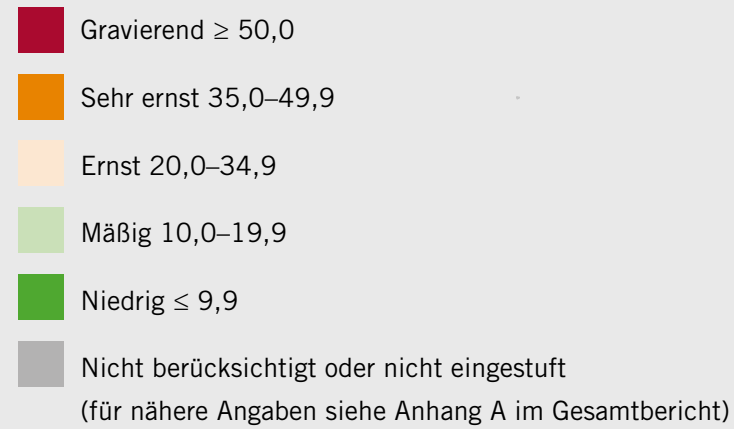 Gravierend ≥ 50,0
Sehr ernst 35,0–49,9
Ernst 20,0–34,9
Mäßig 10,0–19,9
Niedrig ≤ 9,9
Nicht berücksichtigt oder nicht eingestuft
(für nähere Angaben siehe Anhang A im Gesamtbericht)